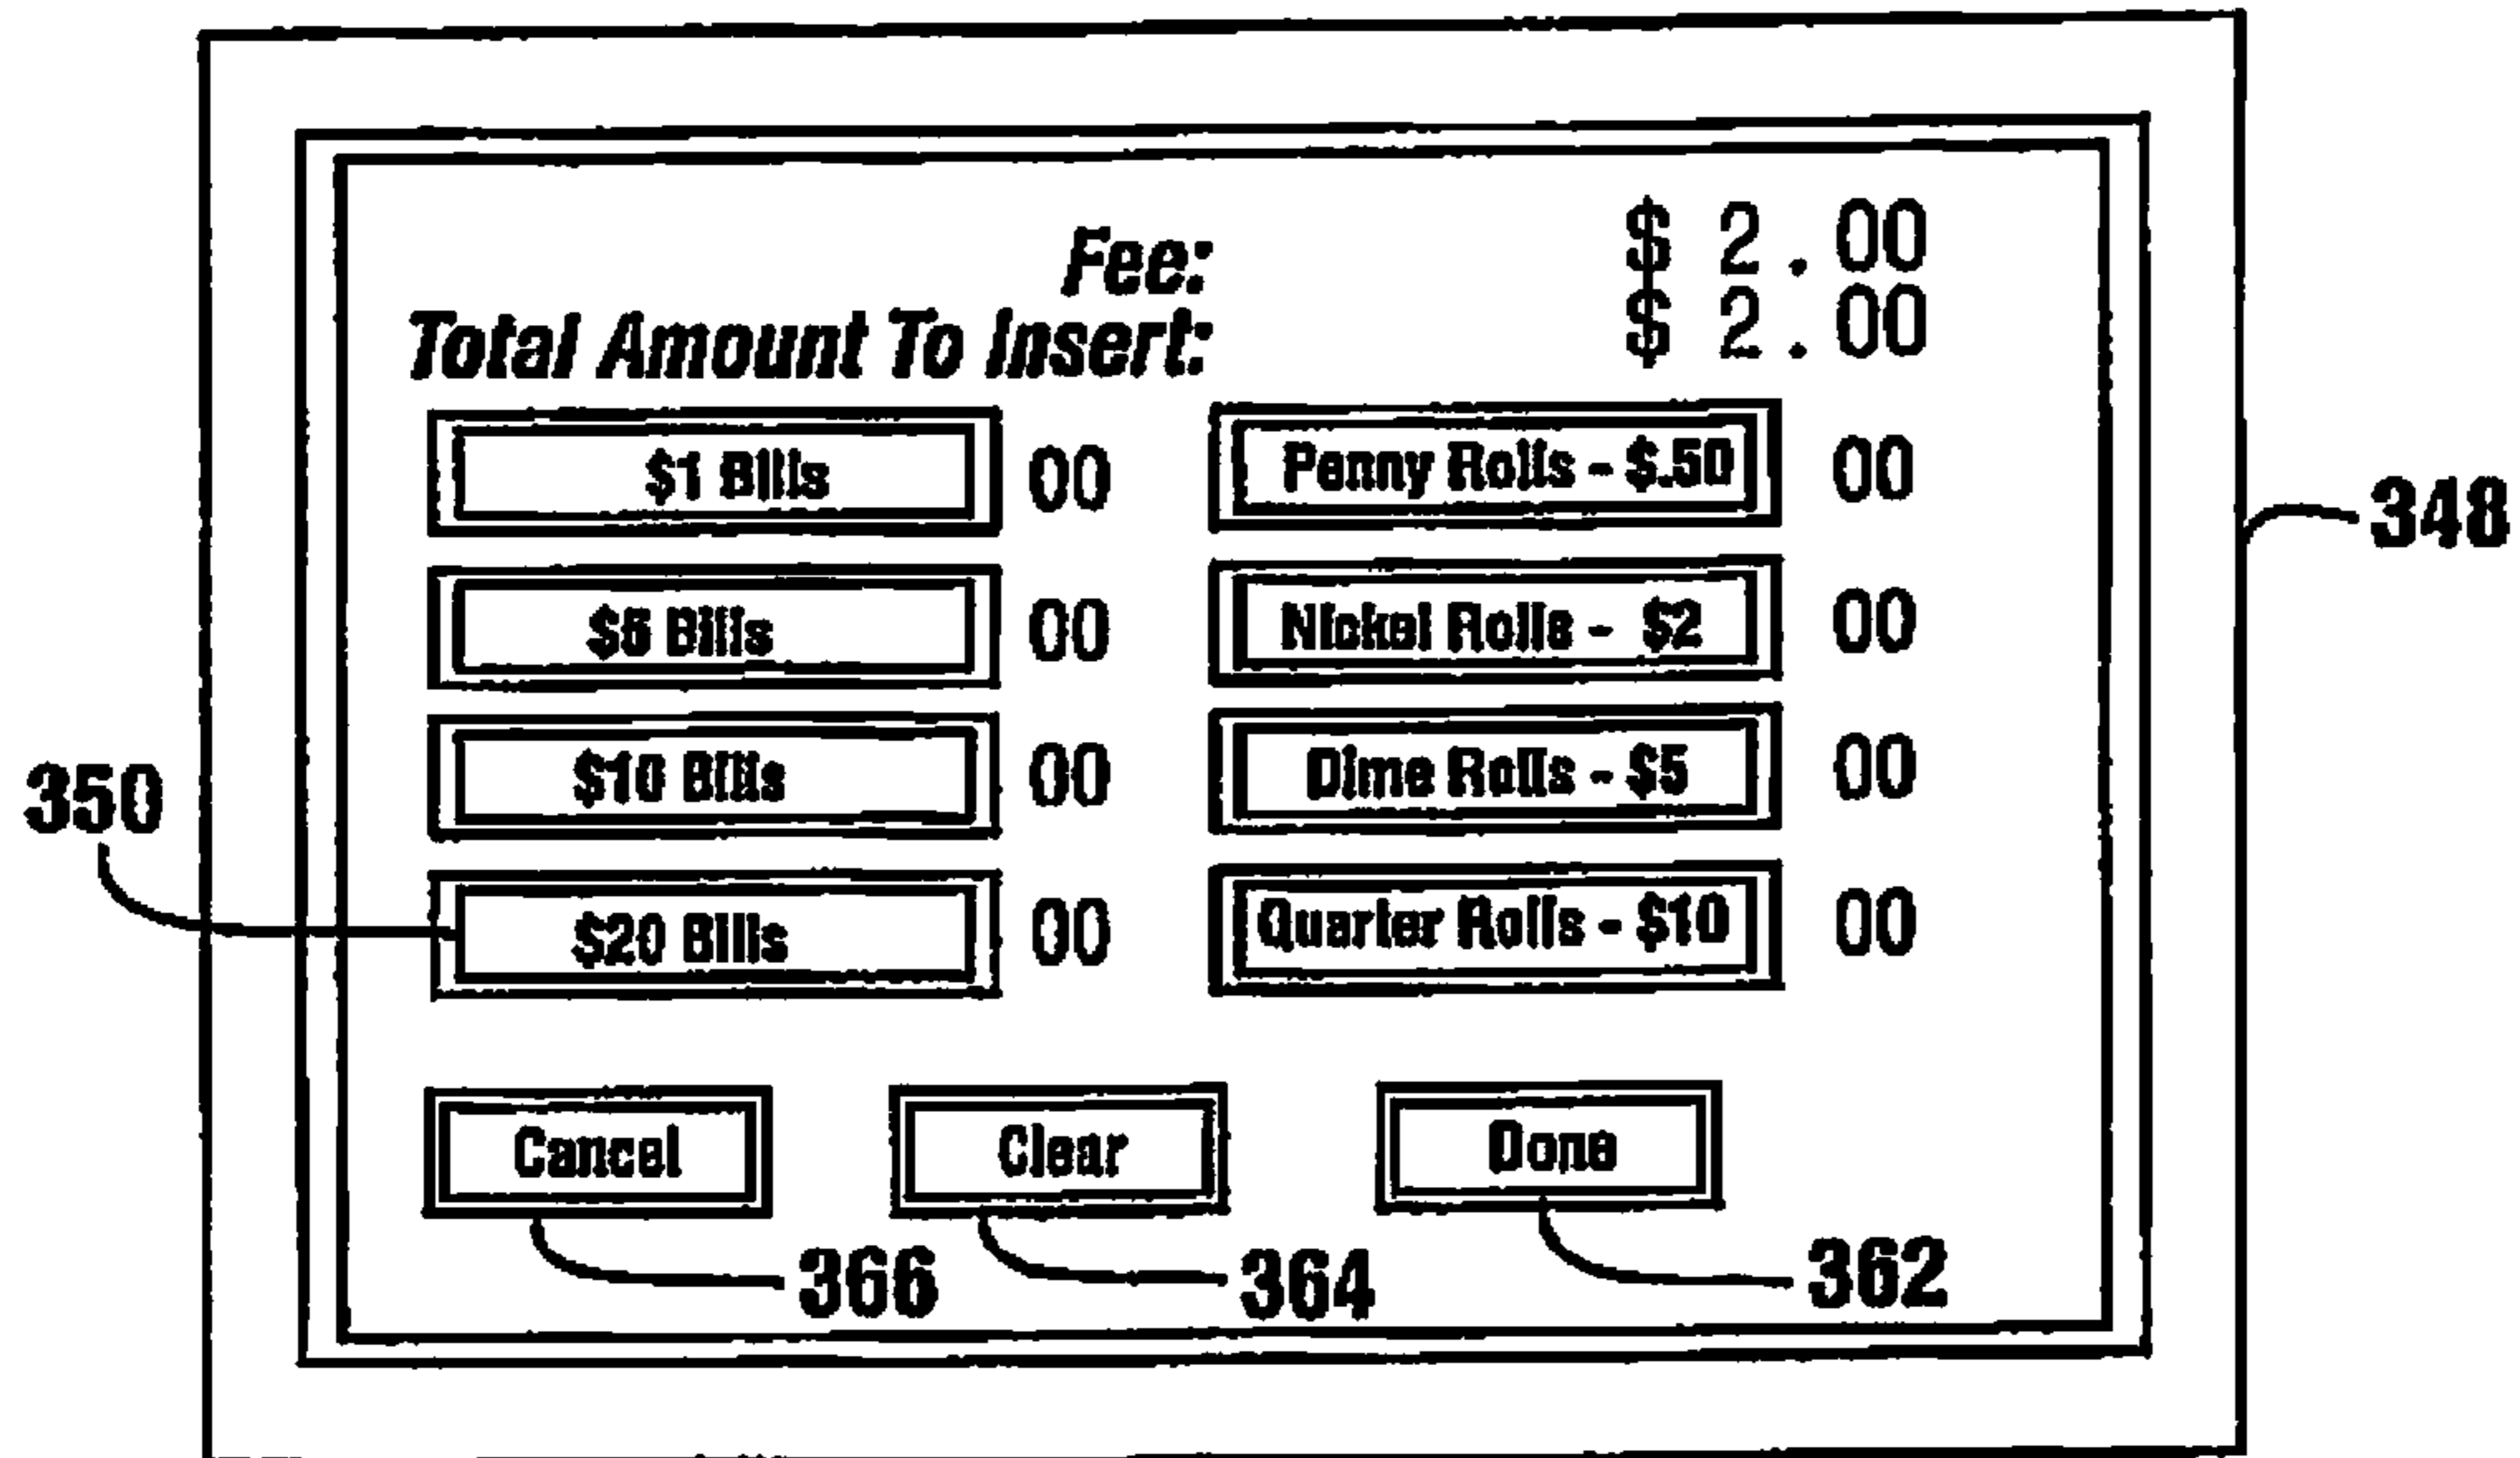 Fee: $ 2 . 00
Total Amount To Insert: $ 2 . 00
$1 Bills 00 Penny Rolls - $.50 00
348
$5 Bills 00 Nickel Rolls - $2 00
$10 Bills 00 Dime Rolls - $5 00
350
$20 Bills 00 Quarter Rolls - $10 00
Cancel Clear Done
366 364 362